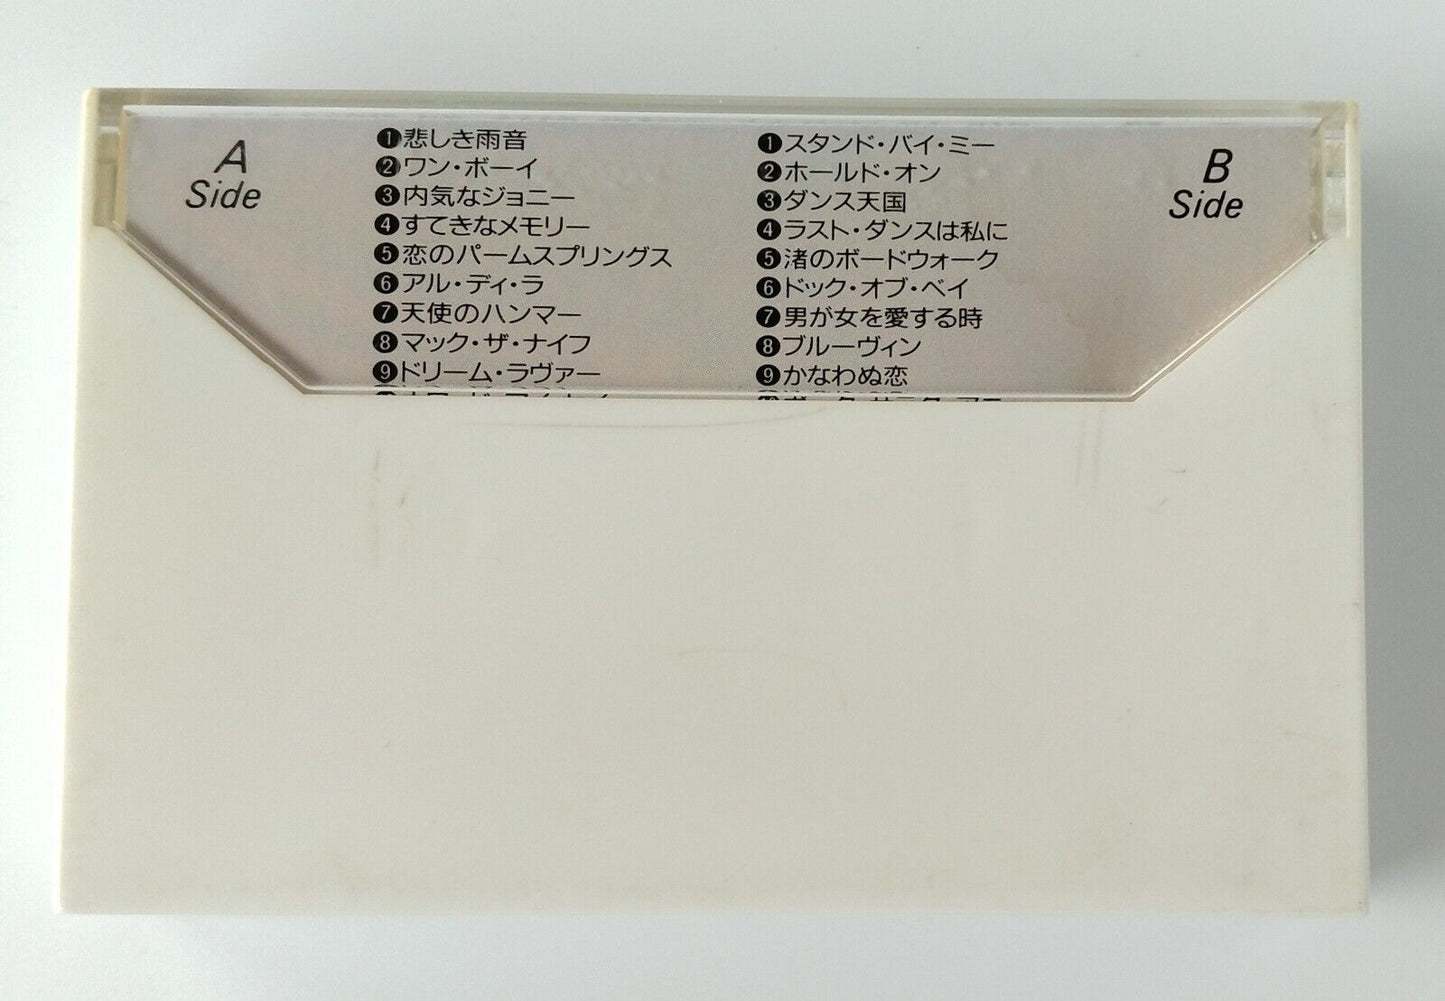 A
Side
❶悲しき雨音
❷ワン・ボーイ
❸内気なジョニー
❹すてきなメモリー
❺恋のパームスプリングス
❻アル・ディ・ラ
❼天使のハンマー
❽マック・ザ・ナイフ
❾ドリーム・ラヴァー
❶スタンド・バイ・ミー
❷ホールド・オン
❸ダンス天国
❹ラスト・ダンスは私に
❺渚のボードウォーク
❻ドック・オブ・ベイ
❼男が女を愛する時
❽ブルーヴィン
❾かなわぬ恋
B
Side